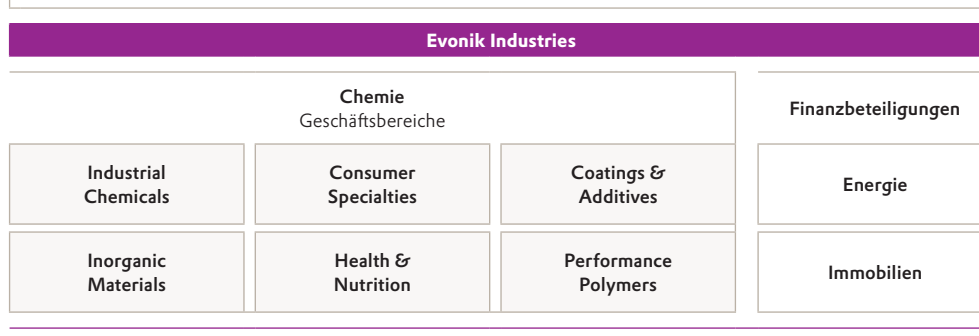 Evonik Industries
Chemie
Geschäftsbereiche
Finanzbeteiligungen
Industrial
Chemicals
Consumer
Specialties
Coatings &
Additives
Energie
Inorganic
Materials
Health &
Nutrition
Performance
Polymers
Immobilien